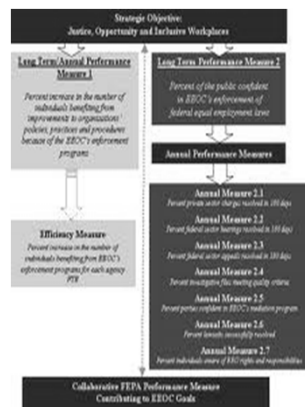 Strategic Objective:
Justice, Opportunity and Inclusive Workplaces
Long Term/Annual Performance
Measure 1
Percent increase in the number of
individuals benefiting from
improvements to organizations'
policies, practices and procedures
because of the EEOC's enforcement
programs
Efficiency Measure
Percent increase in the number of
individuals benefiting from EEOC's
enforcement programs for each agency
FTE
Long Term Performance
Measure 2
Percent of the public confident
in EEOC's enforcement of
federal equal employment laws
Annual Performance Measures
Annual Measure 2.1
Percent private sector charges resolved in 180 days
Annual Measure 2.2
Percent federal sector hearings resolved in 180 days
Annual Measure 2.3
Percent federal sector appeals resolved in 180 days
Annual Measure 2.4
Percent investigative files meeting quality criteria
Annual Measure 2.5
Percent parties confident in EEOC's mediation program
Annual Measure 2.6
Percent lawsuits successfully resolved
Annual Measure 2.7
Percent individuals aware of EEO rights and responsibilities
Collaborative FEPA Performance Measure
Contributing to EEOC Goals